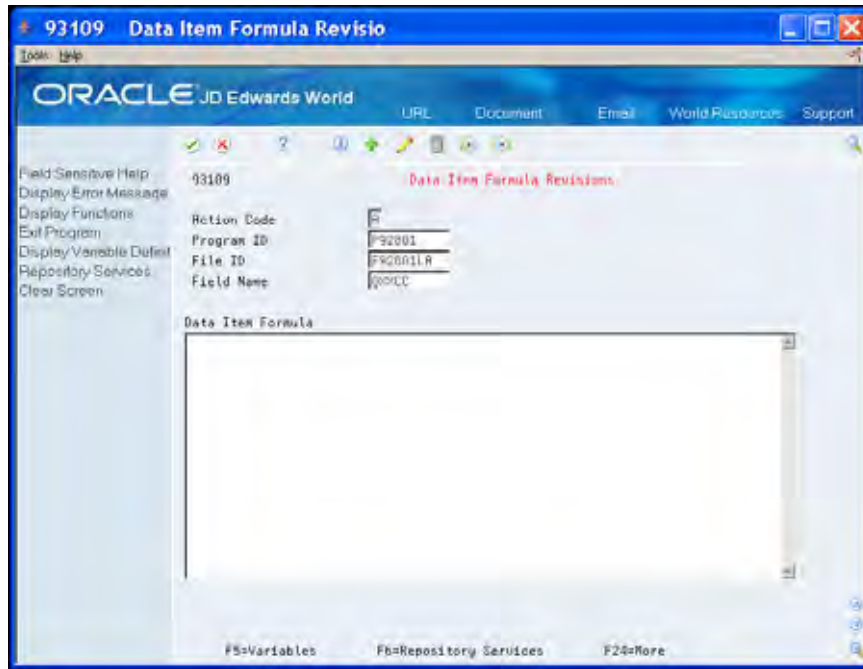 93109 Data Item Formula Revisio
Tools Help
ORACLE JD Edwards World
URL Document Email World Resources Support
Field Sensitive Help
Display Error Message
Display Functions
Exit Program
Display Variable Definit
Repository Services
Clear Screen
93109 Data Item Formula Revisions
Action Code A
Program ID P92801
File ID F92801LA
Field Name
Data Item Formula
F5=Variables F6=Repository Services F24=More